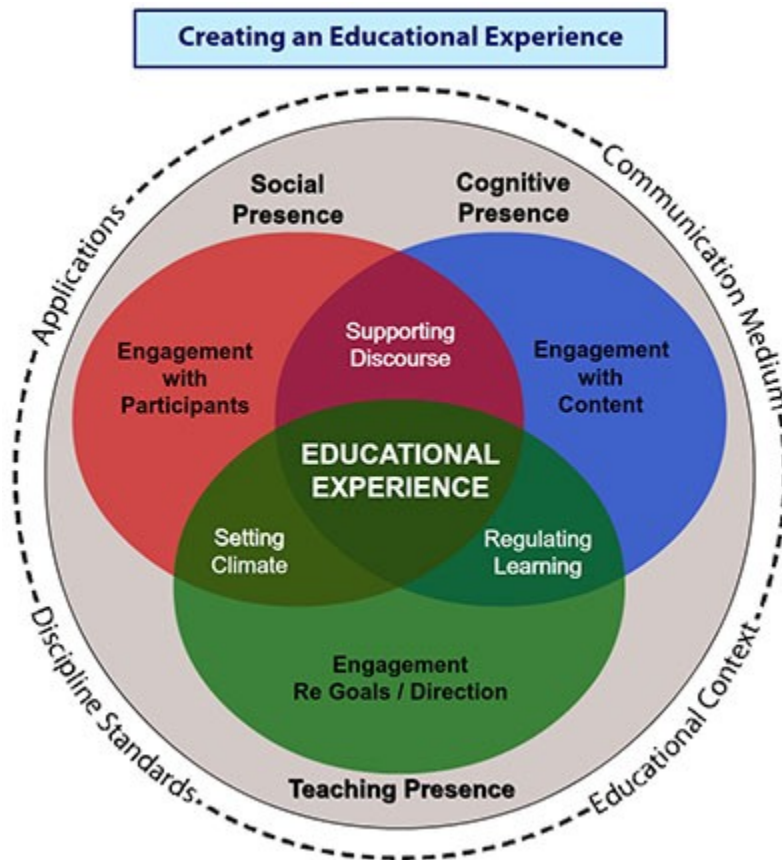 Creating an Educational Experience
Social
Presence
Cognitive
Presence
Applications
Communication Medium
Engagement
with
Participants
Supporting
Discourse
Engagement
with
Content
EDUCATIONAL
EXPERIENCE
Setting
Climate
Regulating
Learning
Engagement
Re Goals / Direction
Teaching Presence
Discipline Standards
Educational Context